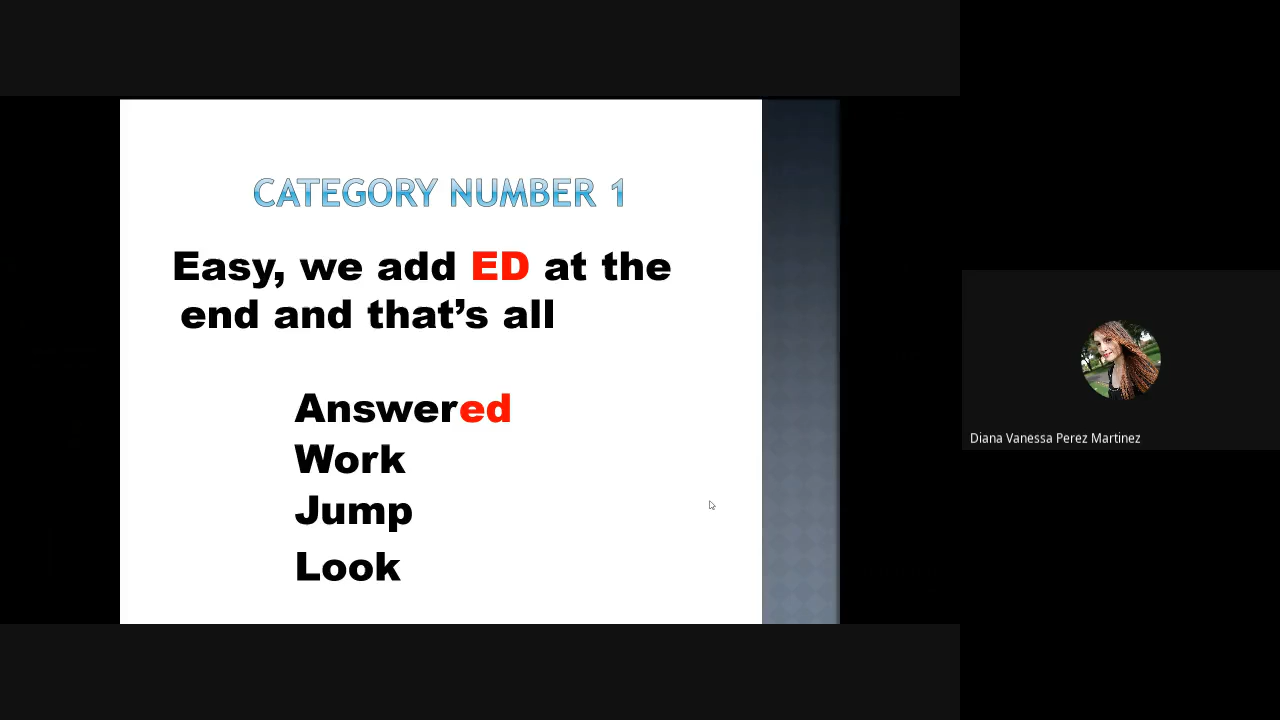 CATEGORY NUMBER 1
Easy, we add ED at the
end and that’s all
Answered
Work
Jump
Look
Diana Vanessa Perez Martinez